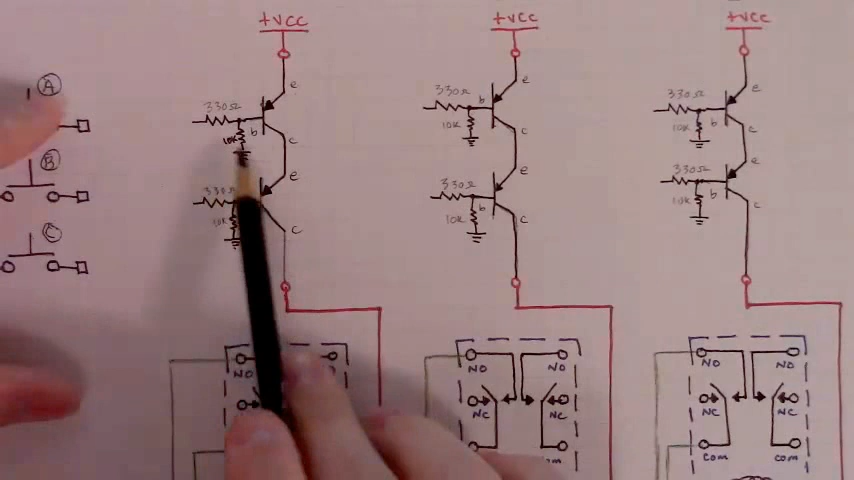 +VCC +VCC +VCC
A
e e e
330Ω 330Ω 330Ω
b b b
10K 10K 10K
c c c
B
e e e
330Ω 330Ω 330Ω
b b
10K 10K 10K
c c c
C
NO NO NO NO NO
NC NC NC NC
COM COM